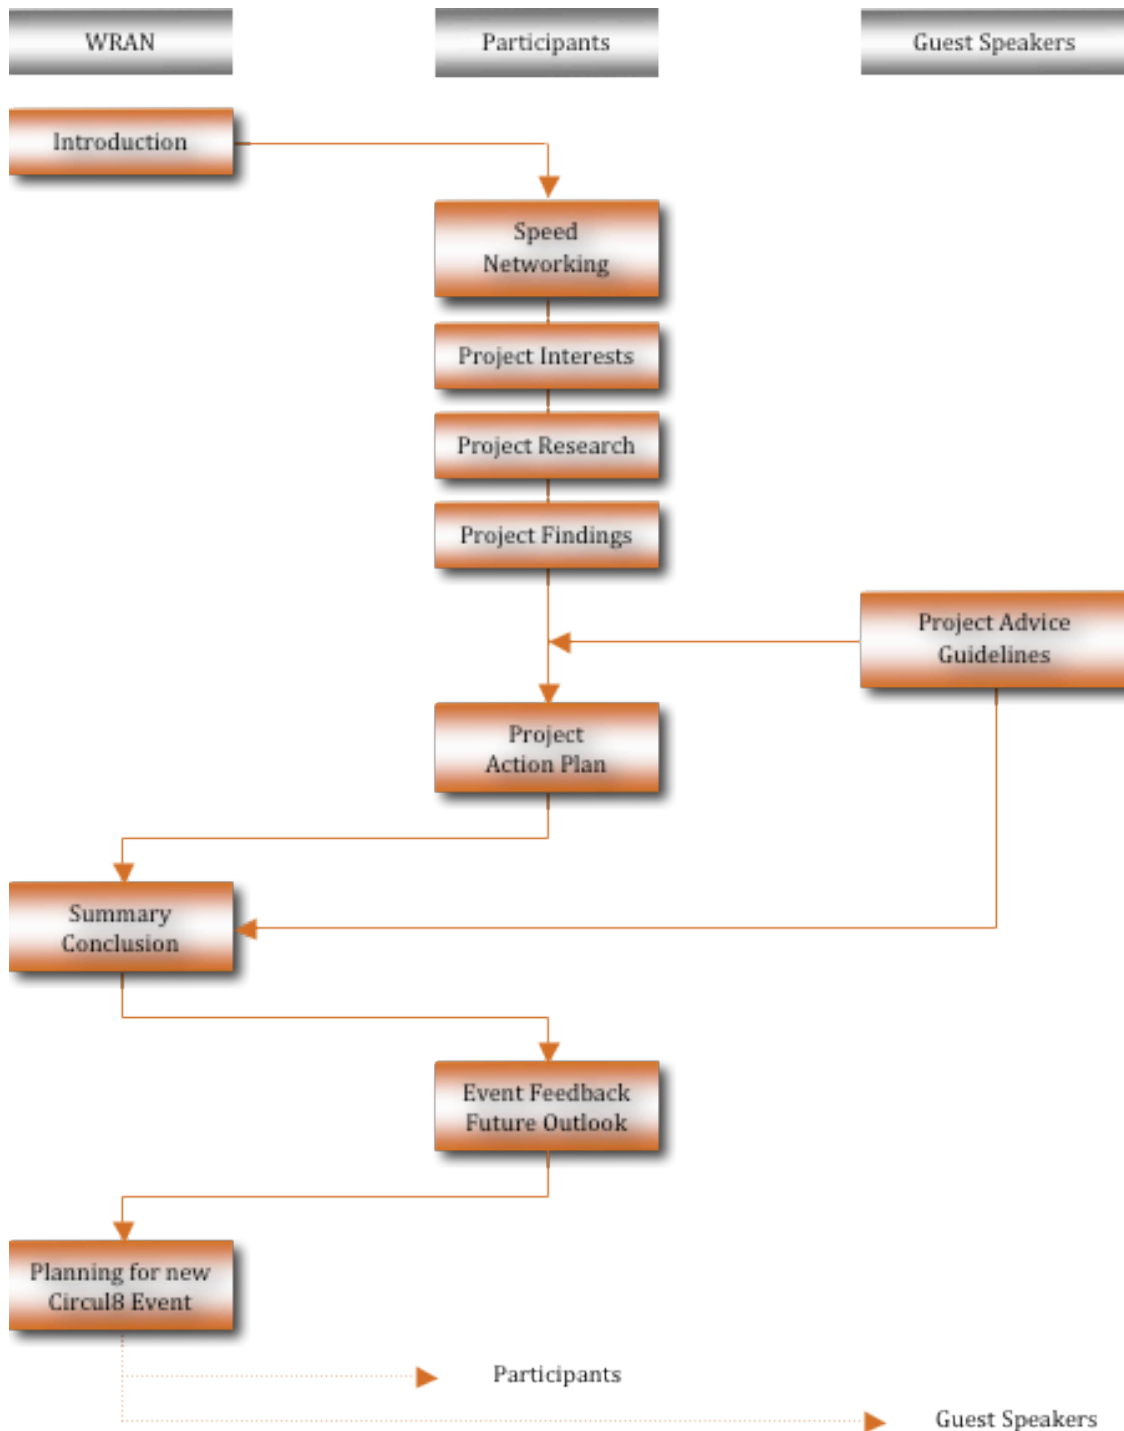 WRAN
Participants
Guest Speakers
Introduction
Speed
Networking
Project Interests
Project Research
Project Findings
Project Advice
Guidelines
Project
Action Plan
Summary
Conclusion
Event Feedback
Future Outlook
Planning for new
Circul8 Event
Participants
Guest Speakers